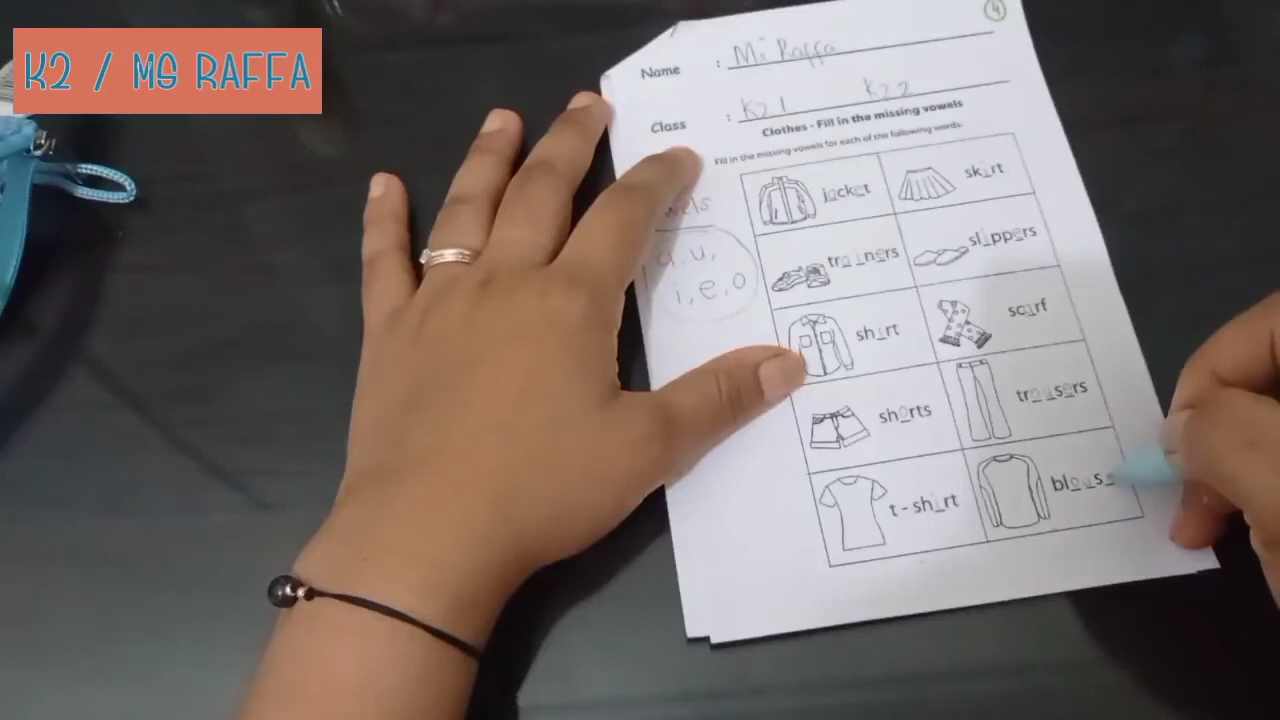 K2 / MS RAFFA
4
Name : Ms Raffa
Class : K2 1 K2 2
Clothes - Fill in the missing vowels
Fill in the missing vowels for each of the following words.
a, u,
i, e, o
jacket
skirt
trainers
slippers
shirt
scarf
shorts
trousers
t - shirt
blouse